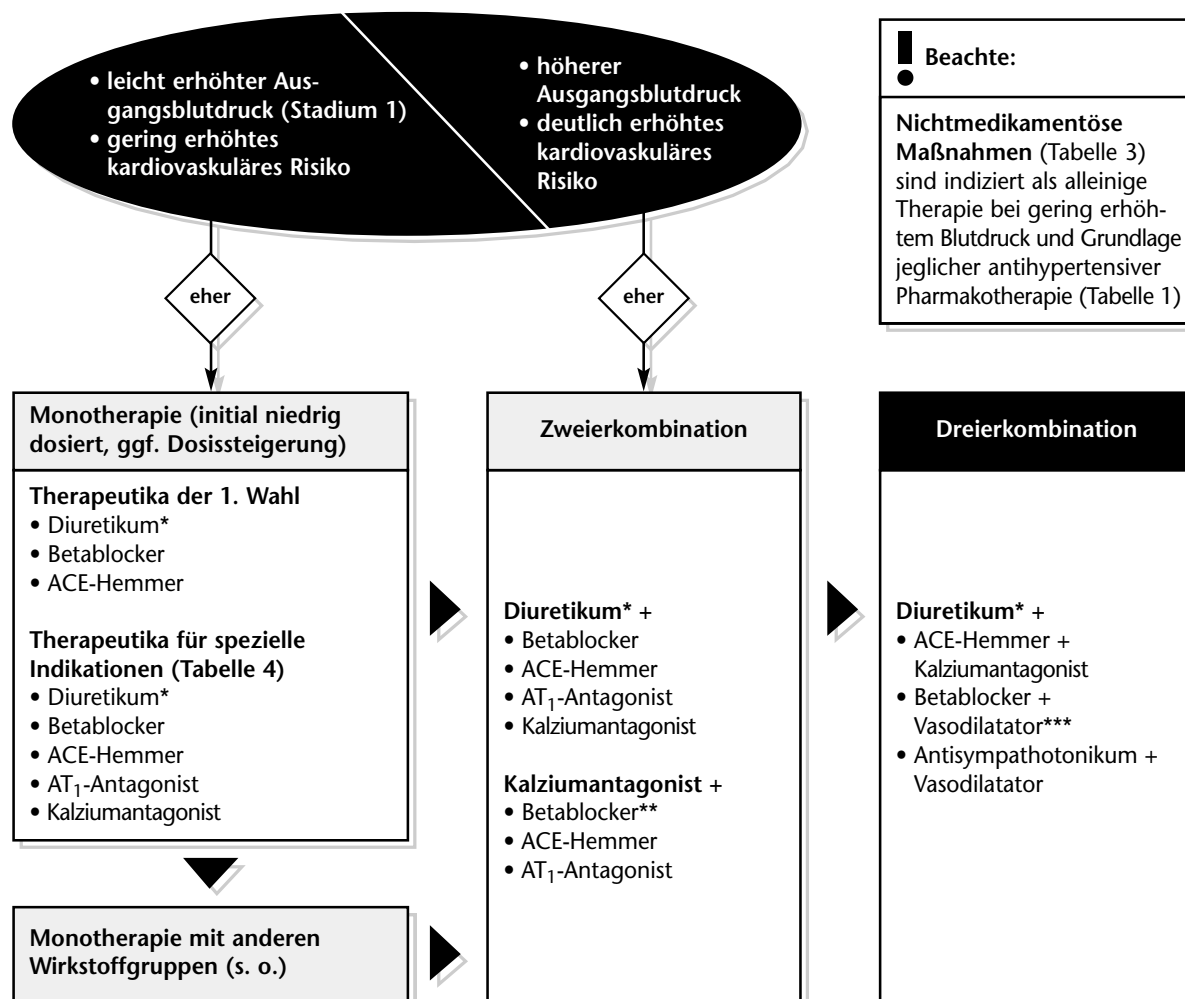 • leicht erhöhter Aus-
gangsblutdruck (Stadium 1)
• gering erhöhtes
kardiovaskuläres Risiko
• höherer
Ausgangsblutdruck
• deutlich erhöhtes
kardiovaskuläres
Risiko
! Beachte:
Nichtmedikamentöse
Maßnahmen (Tabelle 3)
sind indiziert als alleinige
Therapie bei gering erhöh-
tem Blutdruck und Grundlage
jeglicher antihypertensiver
Pharmakotherapie (Tabelle 1)
eher
eher
Monotherapie (initial niedrig
dosiert, ggf. Dosissteigerung)
Therapeutika der 1. Wahl
• Diuretikum*
• Betablocker
• ACE-Hemmer
Therapeutika für spezielle
Indikationen (Tabelle 4)
• Diuretikum*
• Betablocker
• ACE-Hemmer
• AT₁-Antagonist
• Kalziumantagonist
Monotherapie mit anderen
Wirkstoffgruppen (s. o.)
Zweierkombination
Diuretikum* +
• Betablocker
• ACE-Hemmer
• AT₁-Antagonist
• Kalziumantagonist
Kalziumantagonist +
• Betablocker**
• ACE-Hemmer
• AT₁-Antagonist
Dreierkombination
Diuretikum* +
• ACE-Hemmer +
Kalziumantagonist
• Betablocker +
Vasodilatator***
• Antisympathotonikum +
Vasodilatator